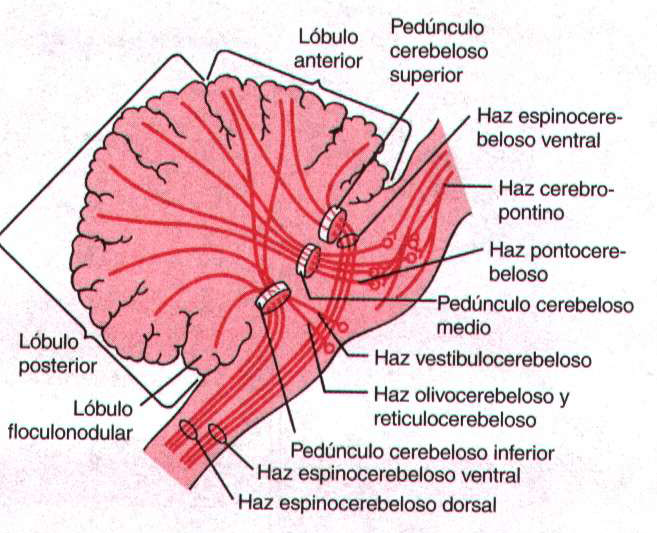 Lóbulo
anterior
Pedúnculo
cerebeloso
superior
Haz espinocere-
beloso ventral
Haz cerebro-
pontino
Haz pontocere-
beloso
Pedúnculo cerebeloso
medio
Haz vestibulocerebeloso
Haz olivocerebeloso y
reticulocerebeloso
Lóbulo
posterior
Lóbulo
floculonodular
Pedúnculo cerebeloso inferior
Haz espinocerebeloso ventral
Haz espinocerebeloso dorsal